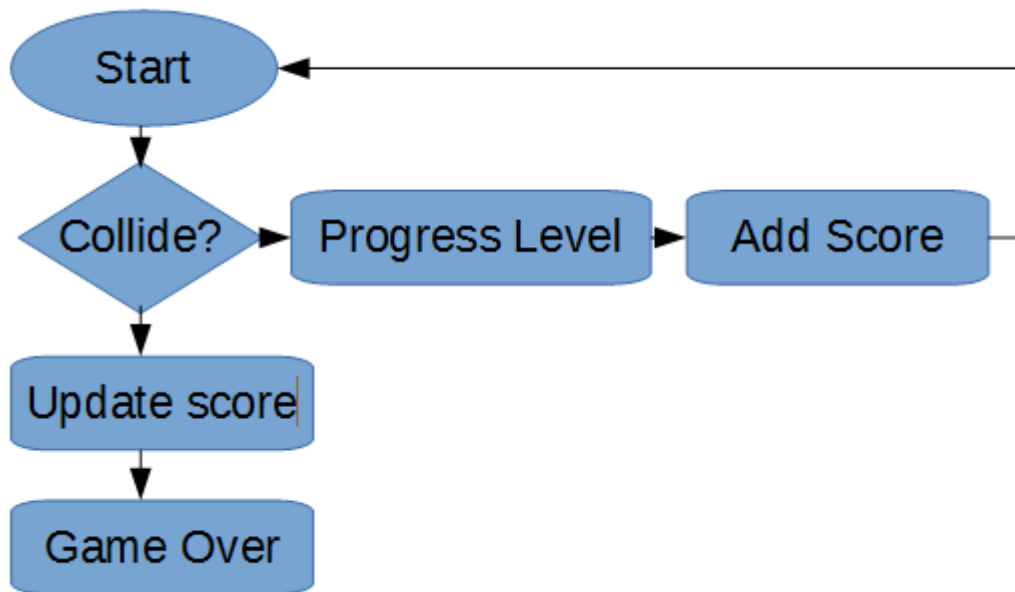 Start
Collide?
Progress Level
Add Score
Update score
Game Over